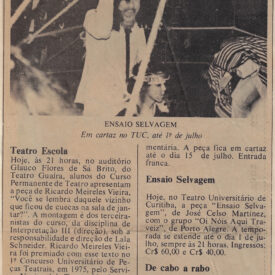 ENSAIO SELVAGEM
Em cartaz no TUC, até 1º de julho
Teatro Escola
Hoje, às 21 horas, no auditório
Glauco Flores de Sá Brito, do
Teatro Guaíra, alunos do Curso
Permanente de Teatro apresentam
a peça de Ricardo Meireles Vieira,
"Você se lembra daquele vizinho
que ficou de cuecas na sala de jan-
tar?". A montagem é dos terceira-
nistas do curso, da disciplina de
Interpretação III (direção), sob a
responsabilidade e direção de Lala
Schneider. Ricardo Meireles Viei-
ra foi premiado com esse texto no
1º Concurso Universitário de Pe-
ças Teatrais, em 1975, pelo Servi-
mentária. A peça fica em cartaz
até o dia 15 de julho. Entrada
franca.
Ensaio Selvagem
Hoje, no Teatro Universitário de
Curitiba, a peça "Ensaio Selva-
gem", de José Celso Martinez,
com o grupo "Oi Nóis Aqui Tra-
veiz", de Porto Alegre. A tempora-
da se estende até o dia 1 de ju-
lho, sempre às 21 horas. Ingressos:
Cr$ 60,00 e Cr$ 40,00.
De cabo a rabo